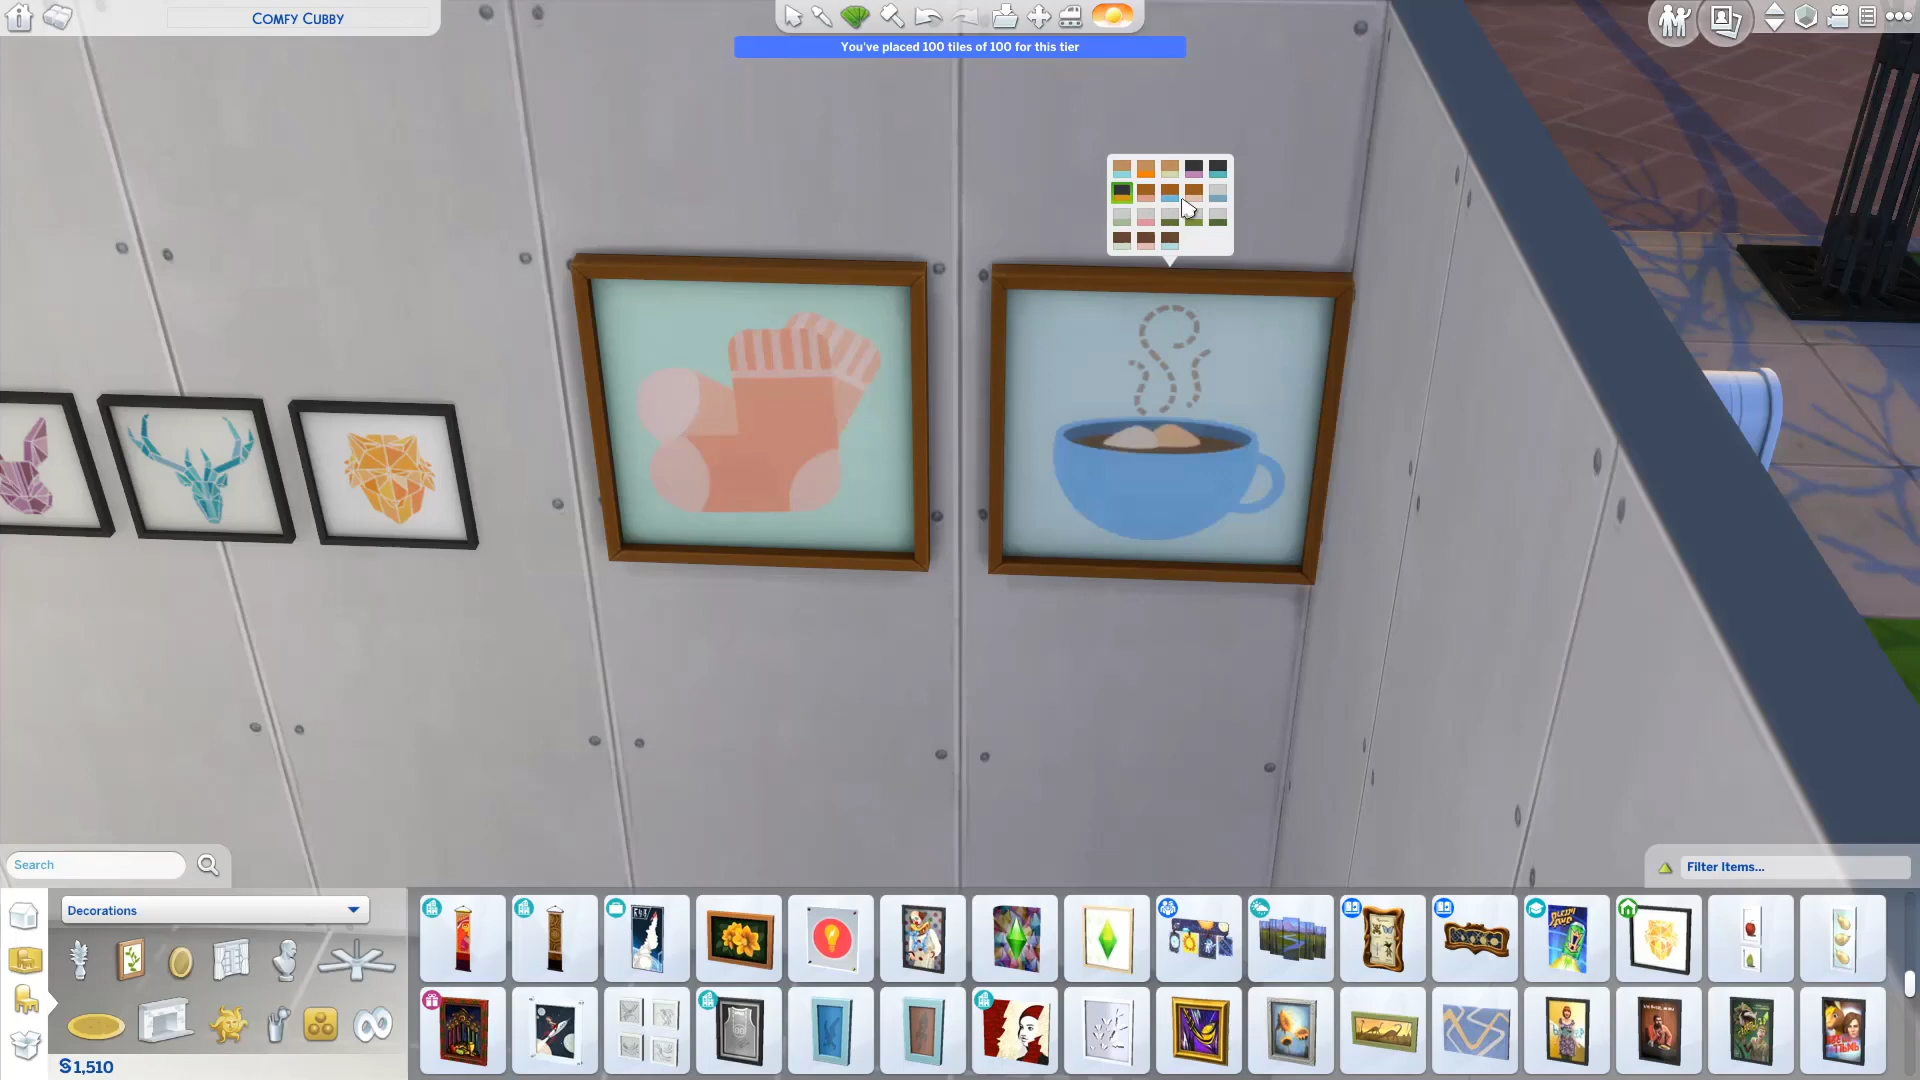 COMFY CUBBY
You've placed 100 tiles of 100 for this tier
Search
Filter Items...
Decorations
§1,510